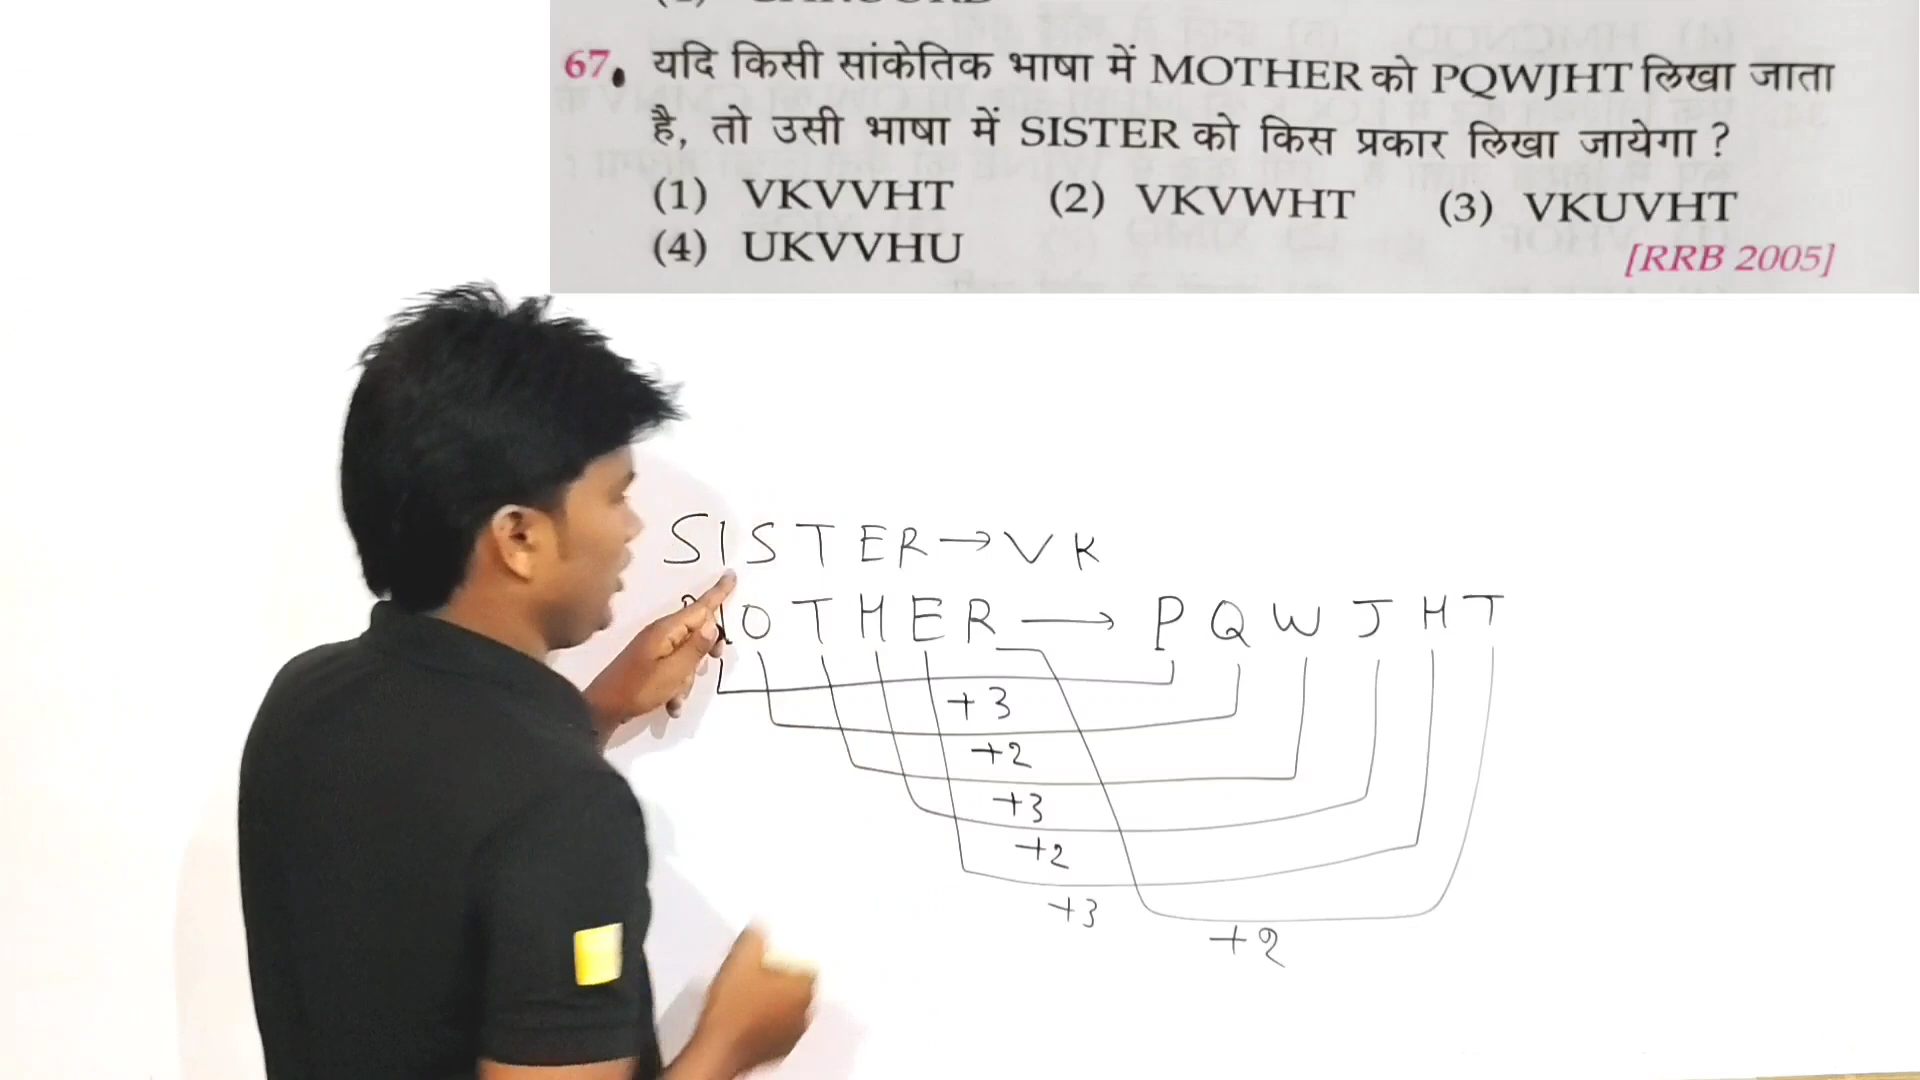 67. यदि किसी सांकेतिक भाषा में MOTHER को PQWJHT लिखा जाता
है, तो उसी भाषा में SISTER को किस प्रकार लिखा जायेगा ?
(1) VKVVHT (2) VKVWHT (3) VKUVHT
(4) UKVVHU [RRB 2005]
SISTER → VK
MOTHER → PQWJHT
+3
+2
+3
+2
+3
+2